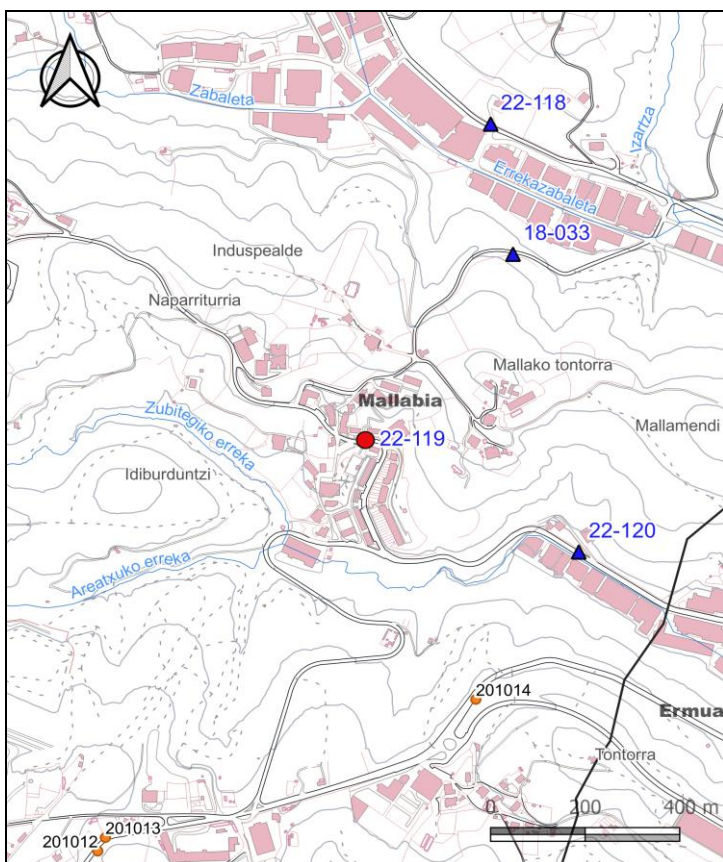 22-118
Zabaleta
Izartza
Errekazabaleta
18-033
Induspealde
Naparriturria
Mallako tontorra
Mallabia
Mallamendi
Zubitegiko erreka
22-119
Idiburduntzi
22-120
Areatxuko erreka
201014
Ermua
Tontorra
0 200 400 m
201013
201012